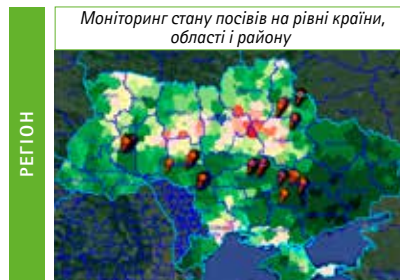 Моніторинг стану посівів на рівні країни,
області і району
РЕГІОН